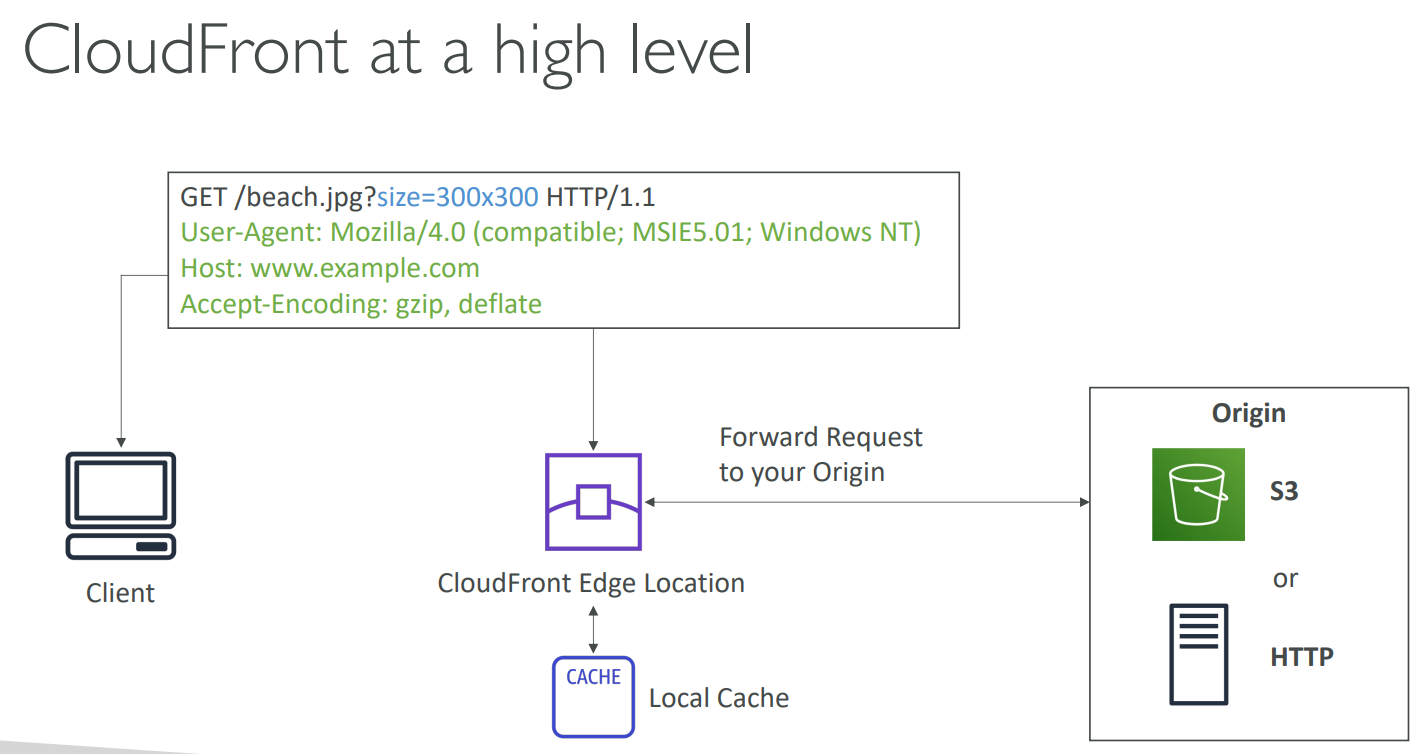 CloudFront at a high level
GET /beach.jpg?size=300x300 HTTP/1.1
User-Agent: Mozilla/4.0 (compatible; MSIE5.01; Windows NT)
Host: www.example.com
Accept-Encoding: gzip, deflate
Client
CloudFront Edge Location
CACHE
Local Cache
Forward Request
to your Origin
Origin
S3
or
HTTP